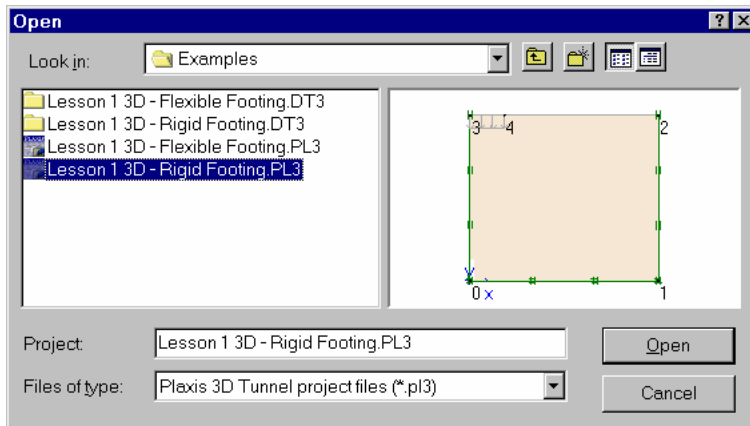 Open
Look in: Examples
Lesson 1 3D - Flexible Footing.DT3
Lesson 1 3D - Rigid Footing.DT3
Lesson 1 3D - Flexible Footing.PL3
Lesson 1 3D - Rigid Footing.PL3
3 4 2
y
0 x 1
Project: Lesson 1 3D - Rigid Footing.PL3
Open
Files of type: Plaxis 3D Tunnel project files (*.pl3)
Cancel